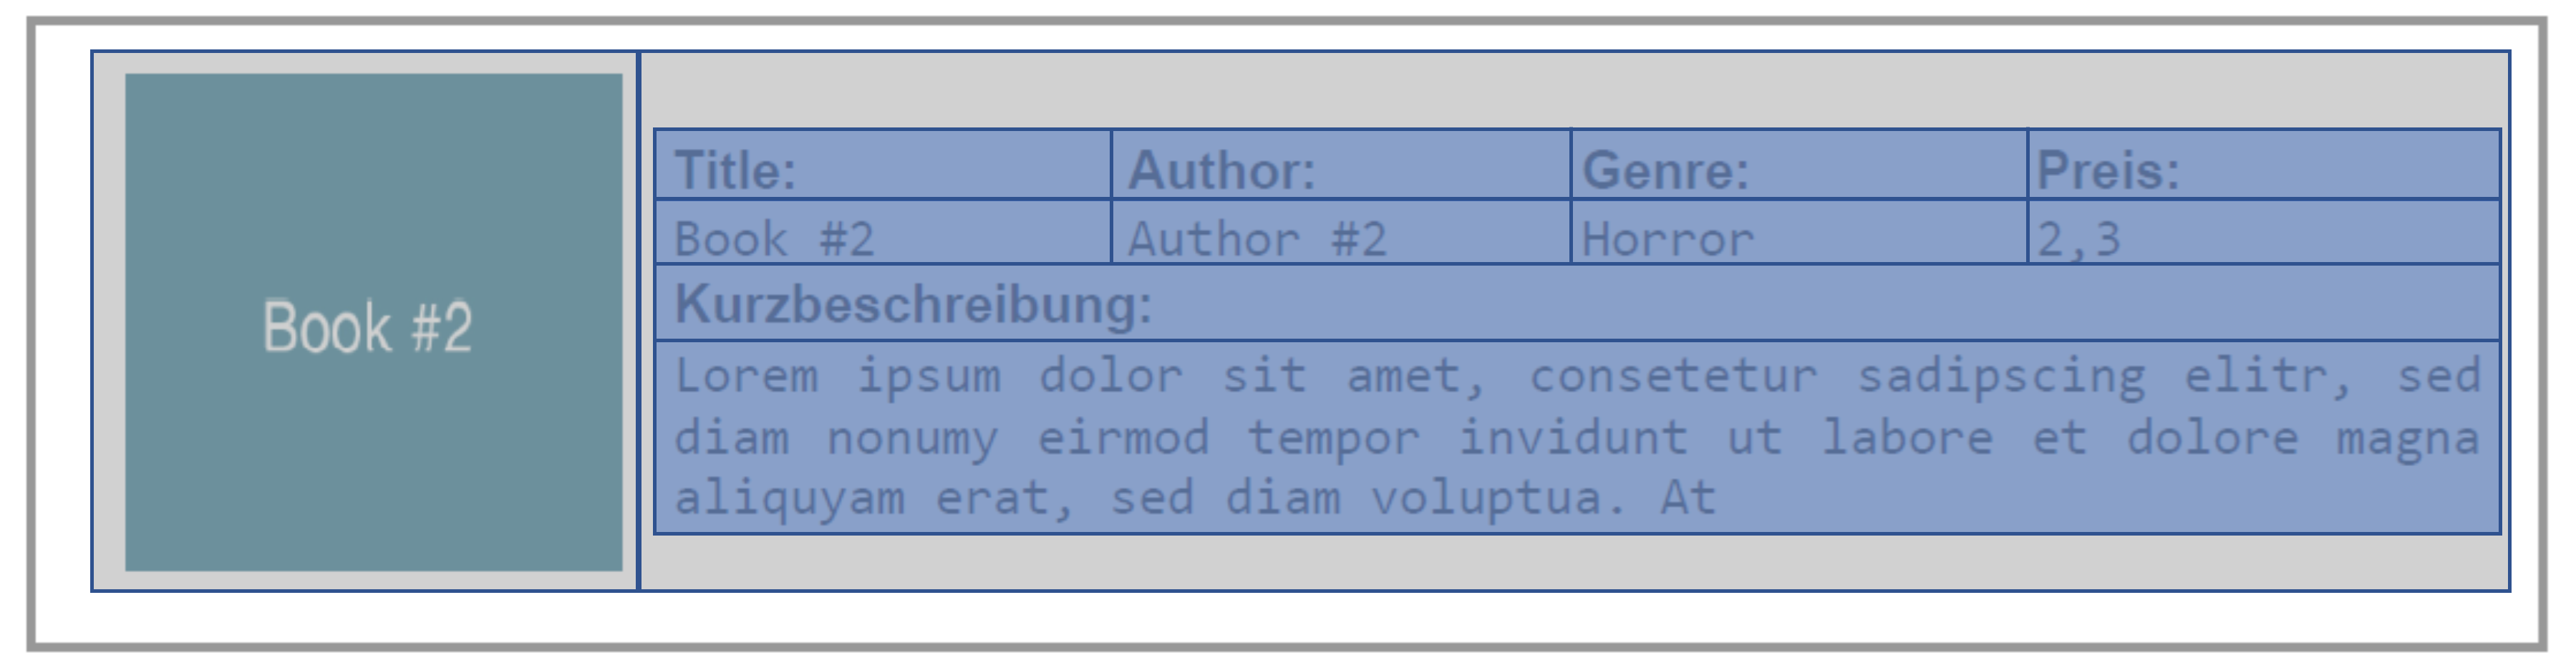 Book #2
Title: Author: Genre: Preis:
Book #2 Author #2 Horror 2,3
Kurzbeschreibung:
Lorem ipsum dolor sit amet, consetetur sadipscing elitr, sed
diam nonumy eirmod tempor invidunt ut labore et dolore magna
aliquyam erat, sed diam voluptua. At